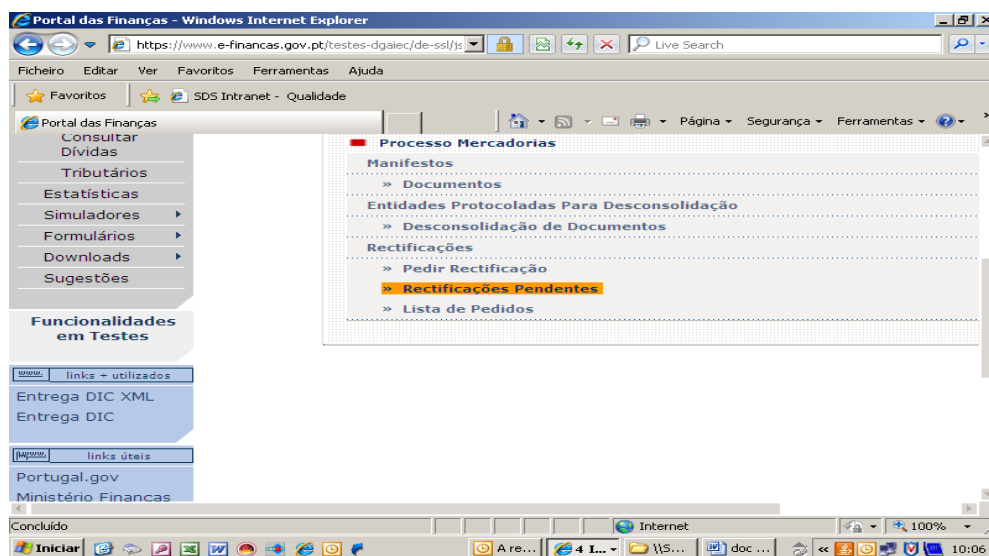 Portal das Finanças - Windows Internet Explorer
https://www.e-financas.gov.pt/testes-dgaiec/de-ssl/js
Live Search
Ficheiro Editar Ver Favoritos Ferramentas Ajuda
Favoritos SDS Intranet - Qualidade
Portal das Finanças Página Segurança Ferramentas
Consultar
Dívidas
Tributários
Estatísticas
Simuladores
Formulários
Downloads
Sugestões
Funcionalidades
em Testes
www. links + utilizados
Entrega DIC XML
Entrega DIC
links úteis
Portugal.gov
Ministério Finanças
Processo Mercadorias
Manifestos
» Documentos
Entidades Protocoladas Para Desconsolidação
» Desconsolidação de Documentos
Rectificações
» Pedir Rectificação
» Rectificações Pendentes
» Lista de Pedidos
Concluído Internet 100%
Iniciar A re... 4 I... \\S... doc ... « 10:06